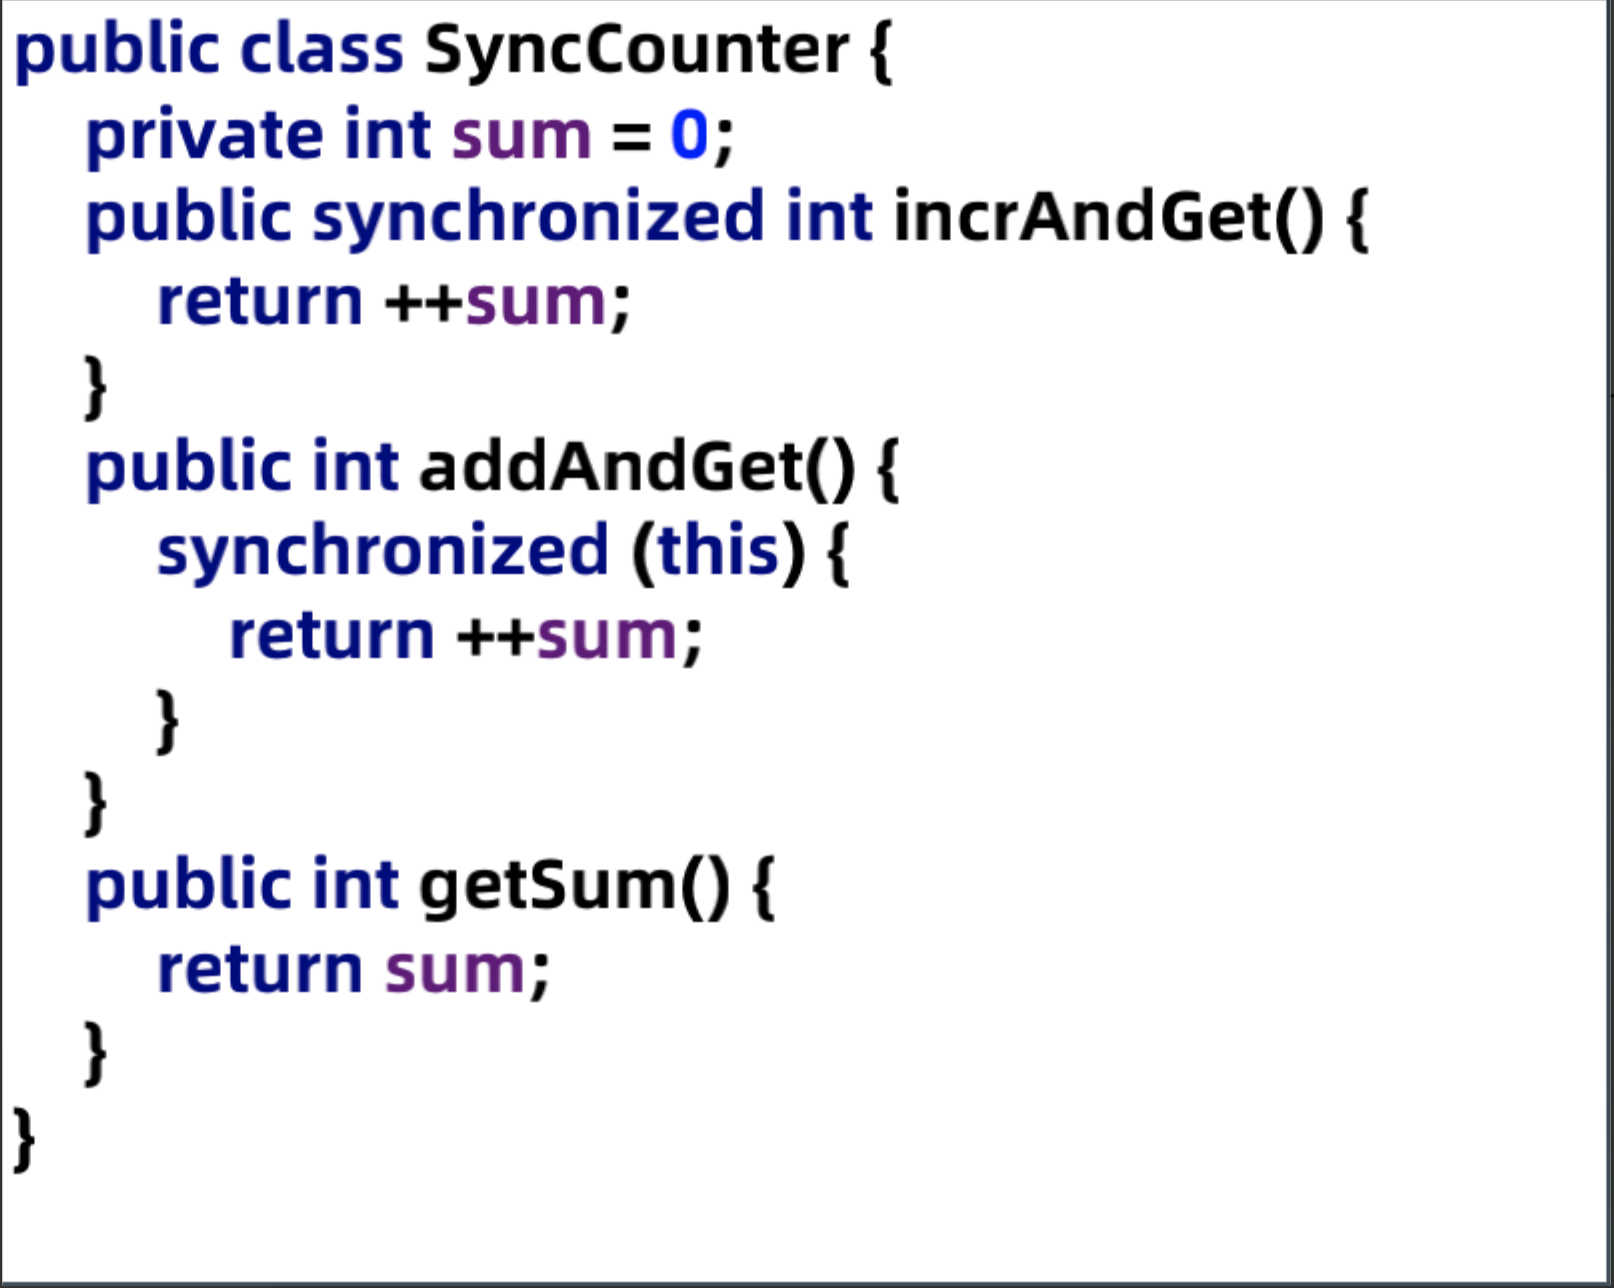 public class SyncCounter {
    private int sum = 0;
    public synchronized int incrAndGet() {
        return ++sum;
    }
    public int addAndGet() {
        synchronized (this) {
            return ++sum;
        }
    }
    public int getSum() {
        return sum;
    }
}